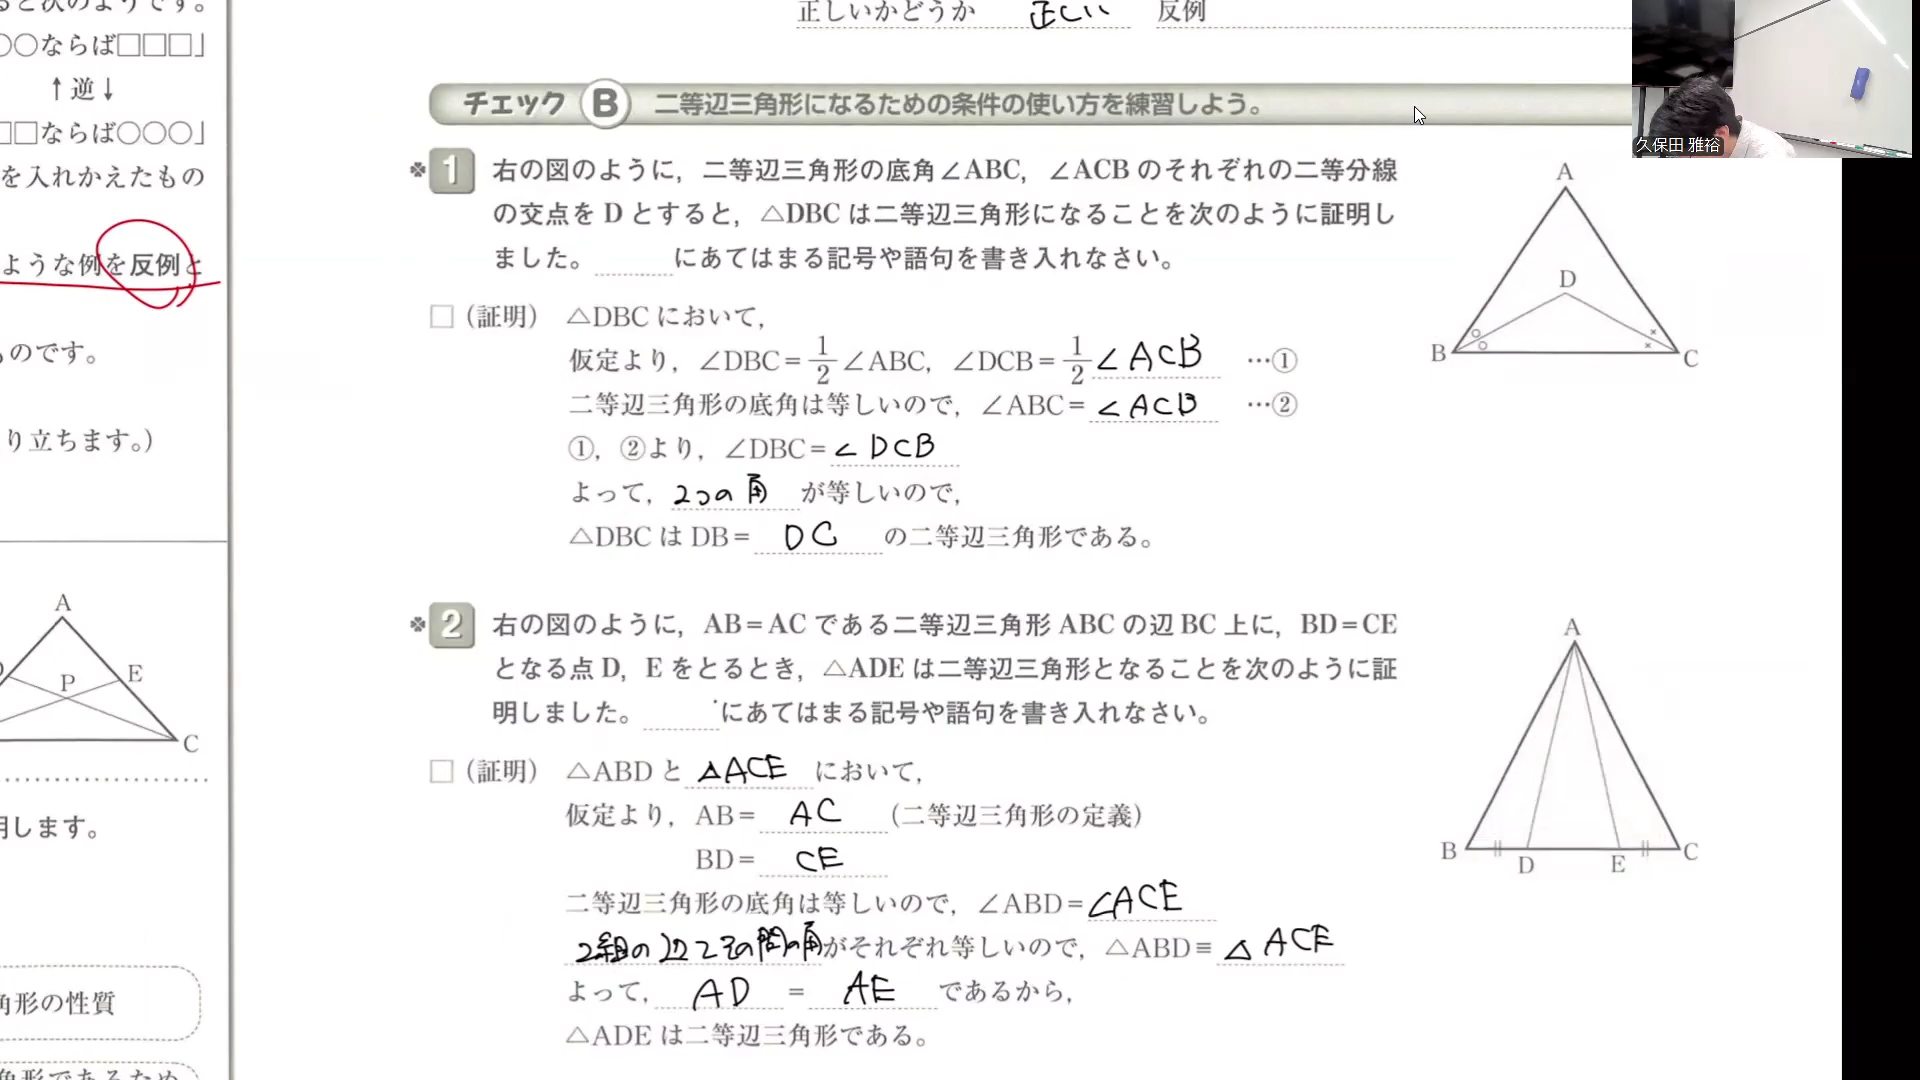 ると次のようです。
○○ならば□□□」
↑逆↓
□□ならば○○○」
を入れかえたもの
ような例を反例と
ものです。
り立ちます。)
A
E
P
C
明します。
角形の性質
正しいかどうか 正しい 反例
チェック B 二等辺三角形になるための条件の使い方を練習しよう。
1 右の図のように, 二等辺三角形の底角∠ABC, ∠ACBのそれぞれの二等分線
の交点をDとすると, △DBCは二等辺三角形になることを次のように証明し
ました。 にあてはまる記号や語句を書き入れなさい。
□(証明) △DBCにおいて,
仮定より, ∠DBC=1/2∠ABC, ∠DCB=1/2∠ACB …①
二等辺三角形の底角は等しいので, ∠ABC=∠ACB …②
①, ②より, ∠DBC=∠DCB
よって, 2つの角 が等しいので,
△DBCはDB= DC の二等辺三角形である。
A
D
B
C
2 右の図のように, AB=ACである二等辺三角形ABCの辺BC上に, BD=CE
となる点D, Eをとるとき, △ADEは二等辺三角形となることを次のように証
明しました。 にあてはまる記号や語句を書き入れなさい。
□(証明) △ABDと △ACE において,
仮定より, AB= AC (二等辺三角形の定義)
BD= CE
二等辺三角形の底角は等しいので, ∠ABD=∠ACE
2組の辺とその間の角がそれぞれ等しいので, △ABD≡△ACE
よって, AD = AE であるから,
△ADEは二等辺三角形である。
A
B
D
E
C
久保田 雅裕